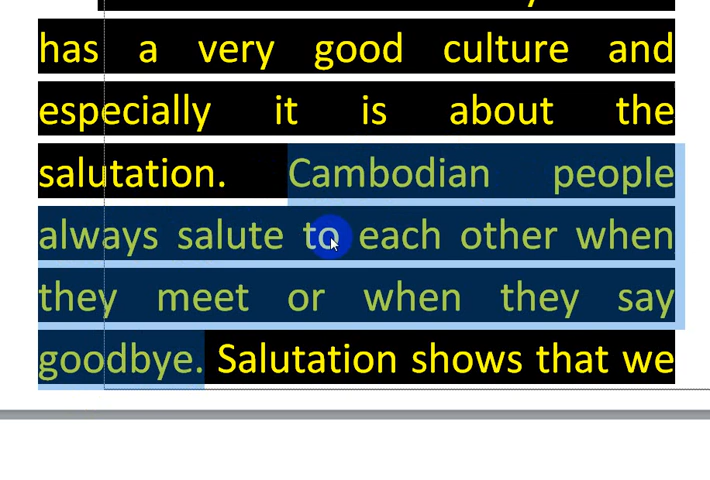 has a very good culture and
especially it is about the
salutation. Cambodian people
always salute to each other when
they meet or when they say
goodbye. Salutation shows that we